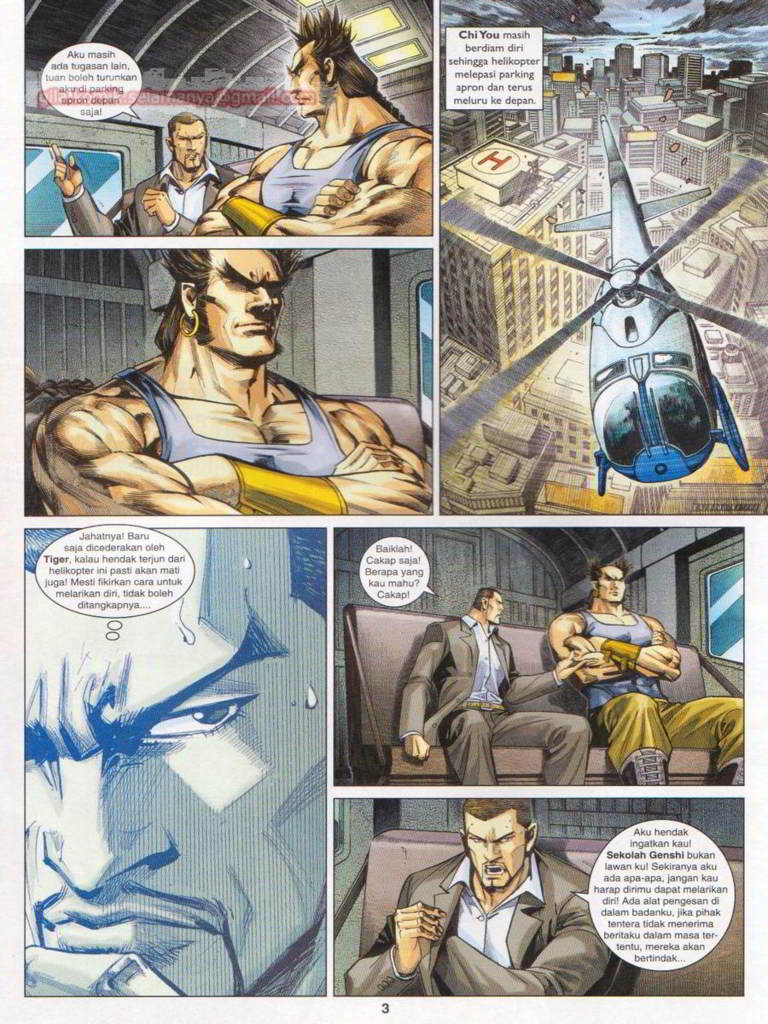 Aku masih
ada tugasan lain,
tuan boleh turunkan
aku di parking
apron depan
saja!
Chi You masih
berdiam diri
sehingga helikopter
melepasi parking
apron dan terus
meluru ke depan.
H
Jahatnya! Baru
saja dicederakan oleh
Tiger, kalau hendak terjun dari
helikopter ini pasti akan mati
juga! Mesti fikirkan cara untuk
melarikan diri, tidak boleh
ditangkapnya....
Baiklah!
Cakap saja!
Berapa yang
kau mahu?
Cakap!
Aku hendak
ingatkan kau!
Sekolah Genshi bukan
lawan ku! Sekiranya aku
ada apa-apa, jangan kau
harap dirimu dapat melarikan
diri! Ada alat pengesan di
dalam badanku, jika pihak
tentera tidak menerima
beritaku dalam masa ter-
tentu, mereka akan
bertindak...
3